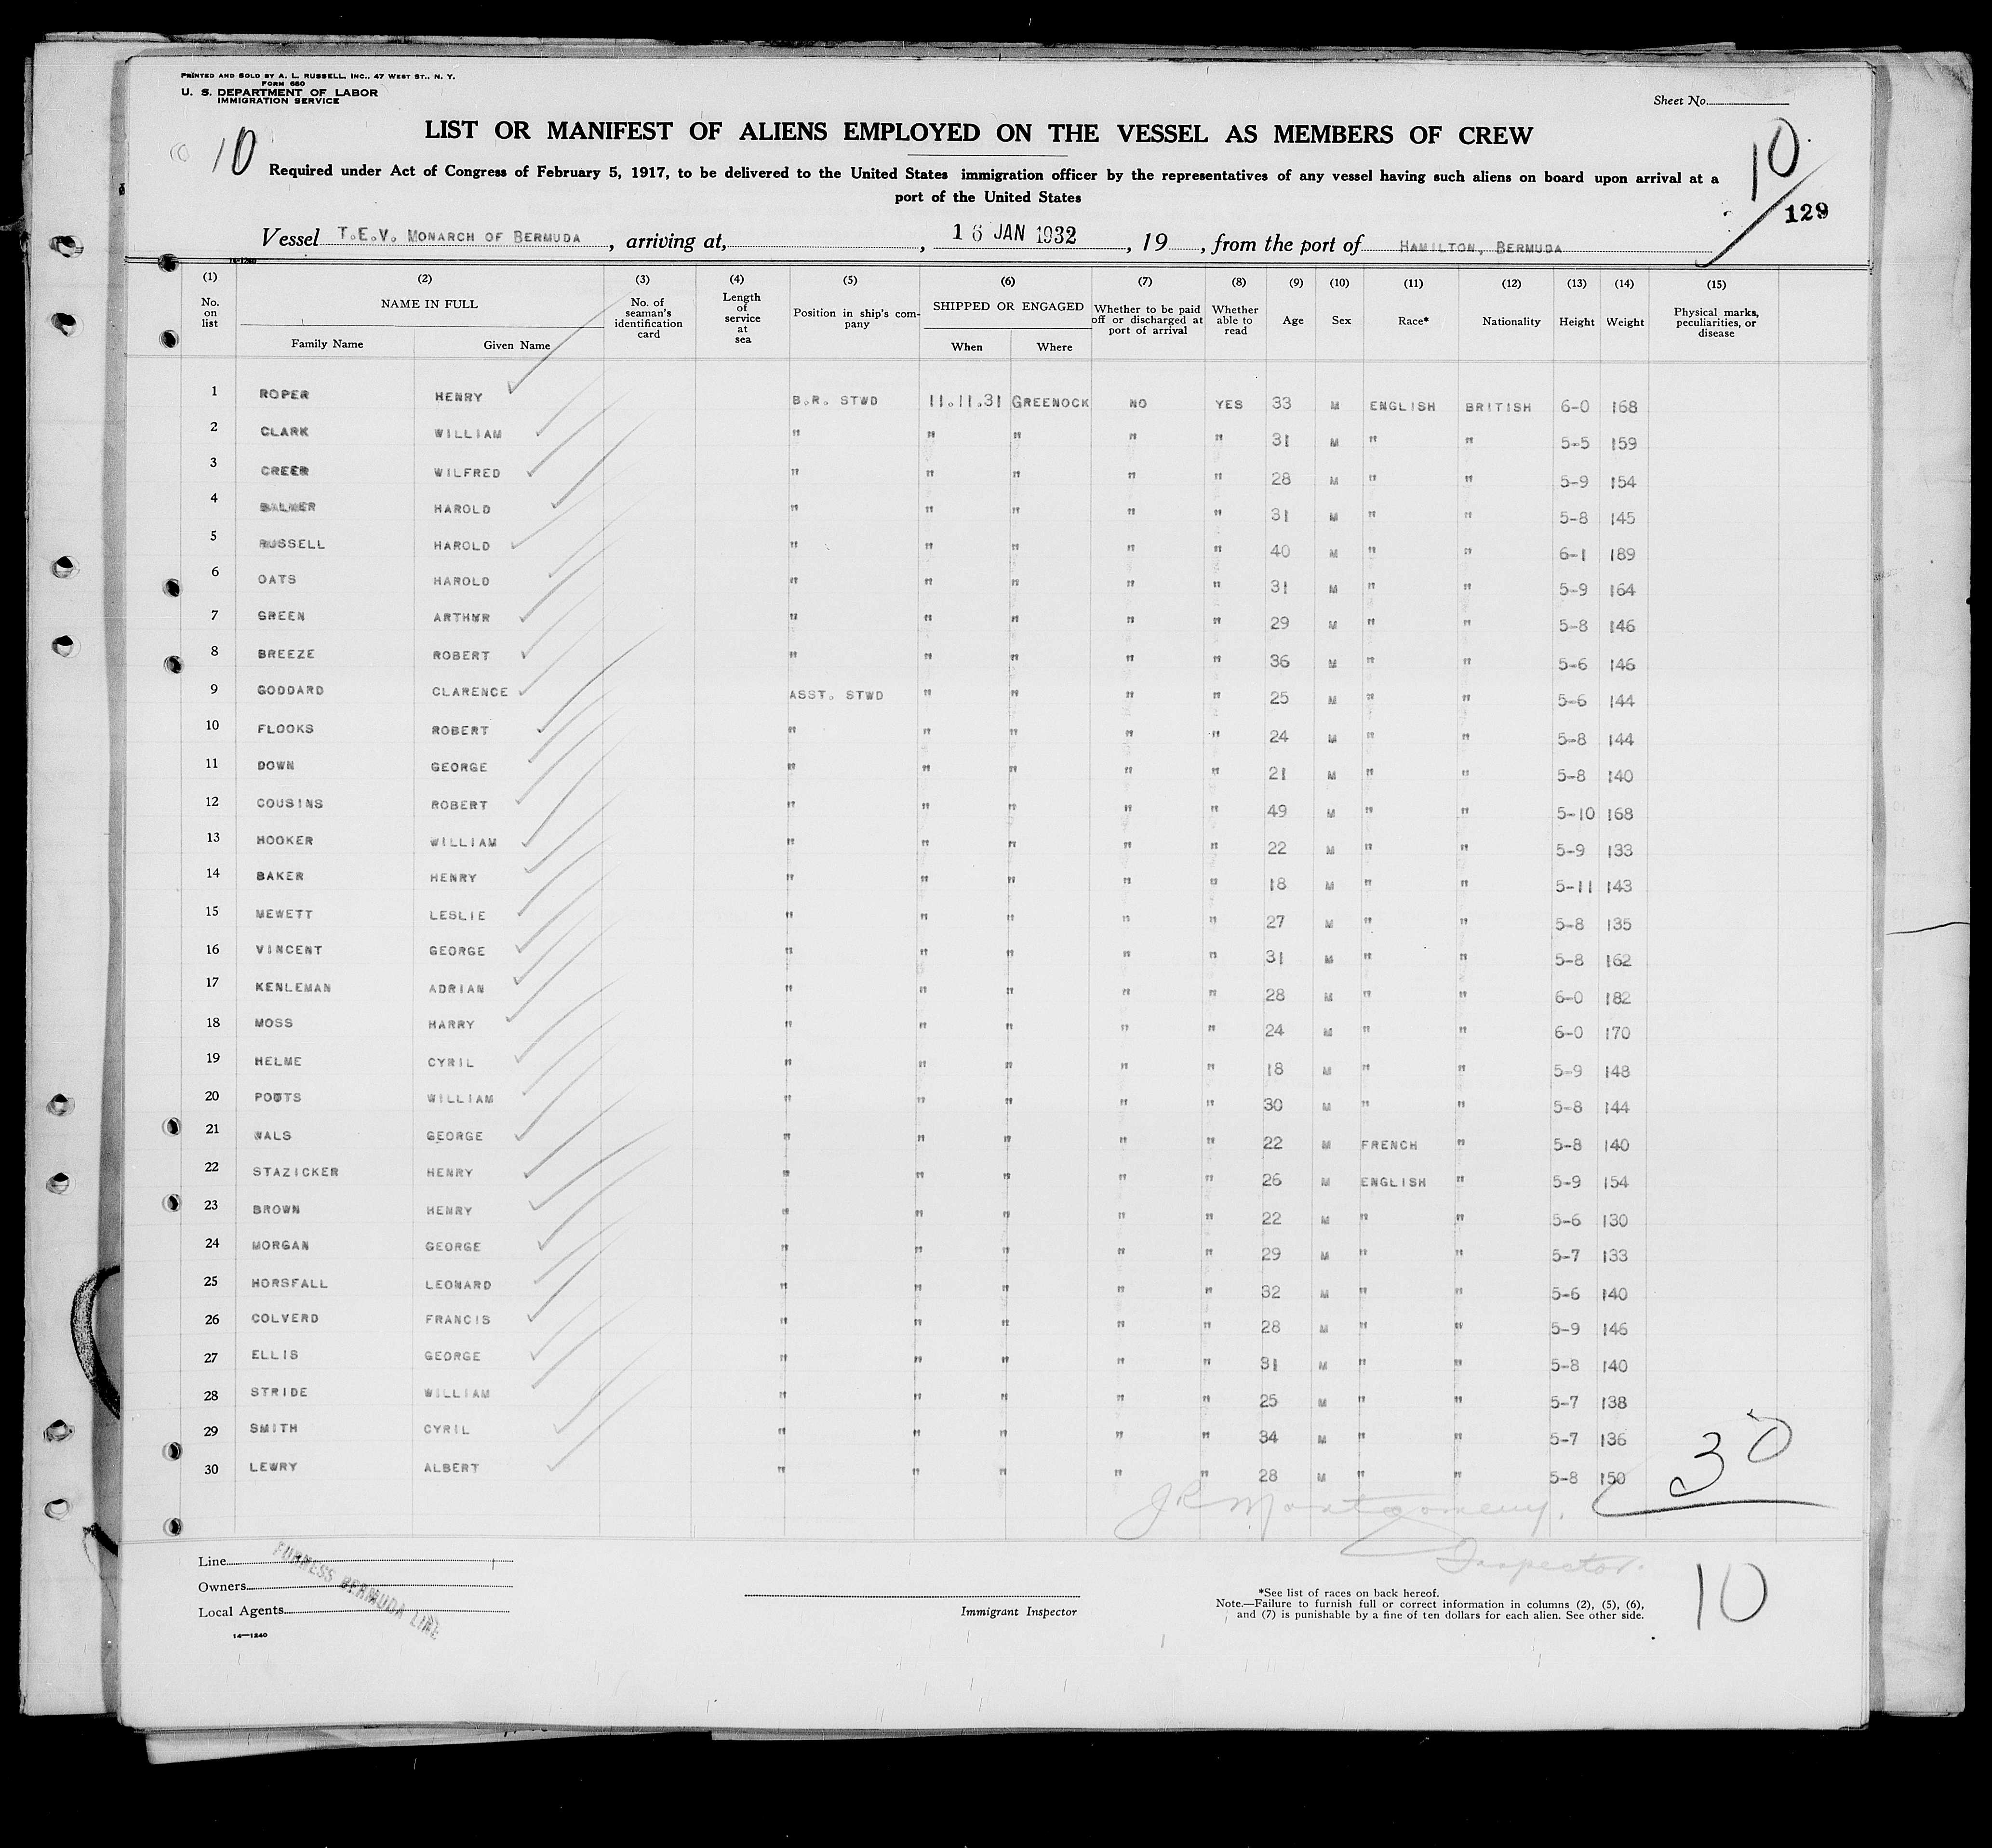 PRINTED AND SOLD BY A. L. RUSSELL, INC., 47 WEST ST., N. Y.
FORM 680
U. S. DEPARTMENT OF LABOR
IMMIGRATION SERVICE
Sheet No.
10
LIST OR MANIFEST OF ALIENS EMPLOYED ON THE VESSEL AS MEMBERS OF CREW
10
Required under Act of Congress of February 5, 1917, to be delivered to the United States immigration officer by the representatives of any vessel having such aliens on board upon arrival at a
port of the United States
129
Vessel T.E.V. MONARCH OF BERMUDA, arriving at, , 16 JAN 1932, 19 , from the port of HAMILTON, BERMUDA
14-1240
(1) (2) (3) (4) (5) (6) (7) (8) (9) (10) (11) (12) (13) (14) (15)
No. on list NAME IN FULL Family Name Given Name No. of seaman's identification card Length of service at sea Position in ship's company SHIPPED OR ENGAGED When Where Whether to be paid off or discharged at port of arrival Whether able to read Age Sex Race* Nationality Height Weight Physical marks, peculiarities, or disease
1 ROPER HENRY B.R. STWD 11.11.31 GREENOCK NO YES 33 M ENGLISH BRITISH 6-0 168
2 CLARK WILLIAM " " " " " 31 M " " 5-5 159
3 CREER WILFRED " " " " " 28 M " " 5-9 154
4 BALMER HAROLD " " " " " 31 M " " 5-8 145
5 RUSSELL HAROLD " " " " " 40 M " " 6-1 189
6 OATS HAROLD " " " " " 31 M " " 5-9 164
7 GREEN ARTHUR " " " " " 29 M " " 5-8 146
8 BREEZE ROBERT " " " " " 36 M " " 5-6 146
9 GODDARD CLARENCE ASST. STWD " " " " 25 M " " 5-6 144
10 FLOOKS ROBERT " " " " " 24 M " " 5-8 144
11 DOWN GEORGE " " " " " 21 M " " 5-8 140
12 COUSINS ROBERT " " " " " 49 M " " 5-10 168
13 HOOKER WILLIAM " " " " " 22 M " " 5-9 133
14 BAKER HENRY " " " " " 18 M " " 5-11 143
15 MEWETT LESLIE " " " " " 27 M " " 5-8 135
16 VINCENT GEORGE " " " " " 31 M " " 5-8 162
17 KENLEMAN ADRIAN " " " " " 28 M " " 6-0 182
18 MOSS HARRY " " " " " 24 M " " 6-0 170
19 HELME CYRIL " " " " " 18 M " " 5-9 148
20 POTTS WILLIAM " " " " " 30 M " " 5-8 144
21 WALS GEORGE " " " " " 22 M FRENCH " 5-8 140
22 STAZICKER HENRY " " " " " 26 M ENGLISH " 5-9 154
23 BROWN HENRY " " " " " 22 M " " 5-6 130
24 MORGAN GEORGE " " " " " 29 M " " 5-7 133
25 HORSFALL LEONARD " " " " " 32 M " " 5-6 140
26 COLVERD FRANCIS " " " " " 28 M " " 5-9 146
27 ELLIS GEORGE " " " " " 31 M " " 5-8 140
28 STRIDE WILLIAM " " " " " 25 M " " 5-7 138
29 SMITH CYRIL " " " " " 34 M " " 5-7 136
30 LEWRY ALBERT " " " " " 28 M " " 5-8 150
30
J R Montgomery.
Inspector.
Line
Owners
Local Agents
FURNESS BERMUDA LINE
Immigrant Inspector
*See list of races on back hereof.
Note.—Failure to furnish full or correct information in columns (2), (5), (6),
and (7) is punishable by a fine of ten dollars for each alien. See other side.
10
14—1240